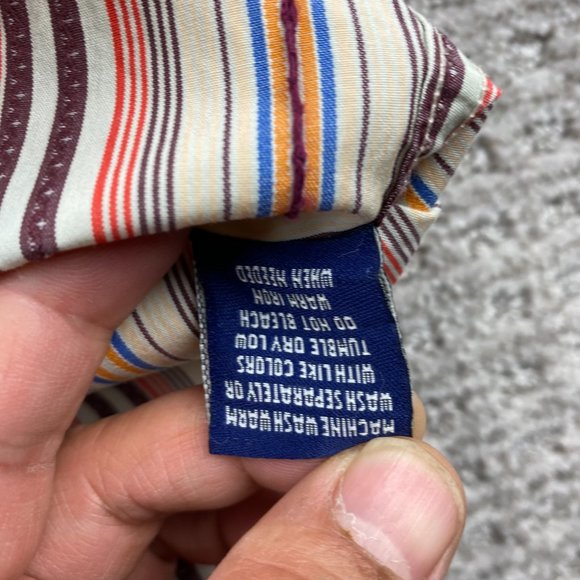 MACHINE WASH WARM
WASH SEPARATELY OR
WITH LIKE COLORS
TUMBLE DRY LOW
DO NOT BLEACH
WARM IRON
WHEN NEEDED